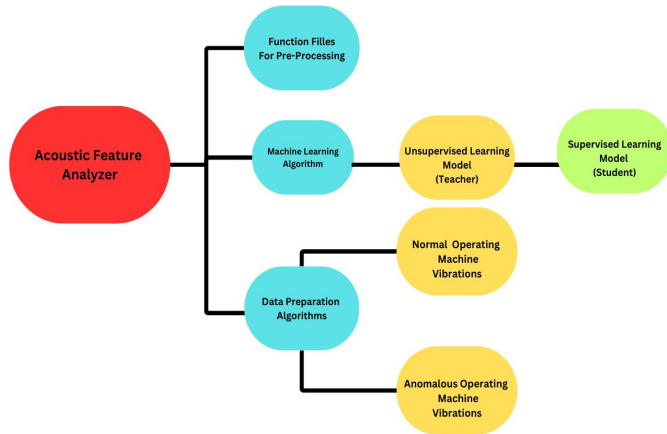 Function Filles
For Pre-Processing
Acoustic Feature
Analyzer
Machine Learning
Algorithm
Unsupervised Learning
Model
(Teacher)
Supervised Learning
Model
(Student)
Normal Operating
Machine
Vibrations
Data Preparation
Algorithms
Anomalous Operating
Machine
Vibrations